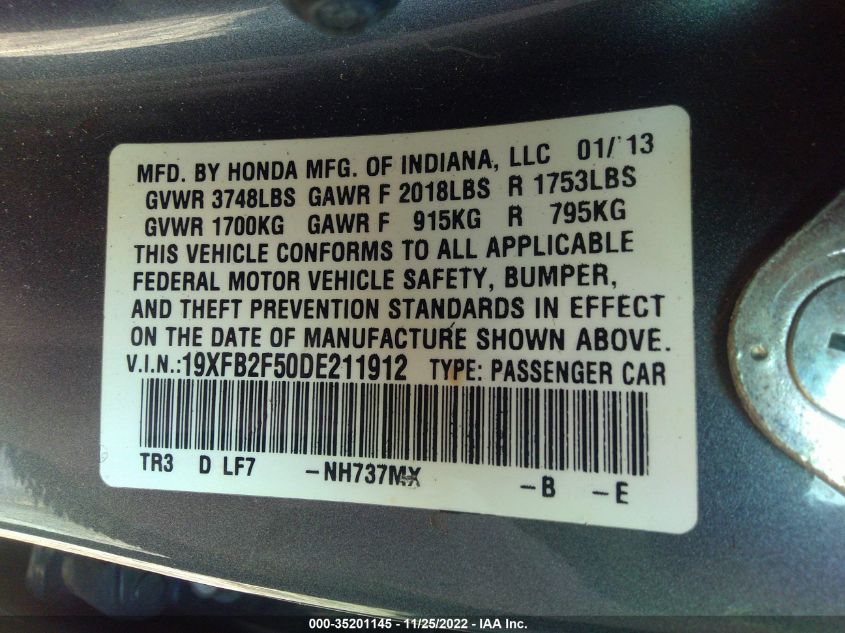 MFD. BY HONDA MFG. OF INDIANA, LLC 01/'13
GVWR 3748LBS GAWR F 2018LBS R 1753LBS
GVWR 1700KG GAWR F 915KG R 795KG
THIS VEHICLE CONFORMS TO ALL APPLICABLE
FEDERAL MOTOR VEHICLE SAFETY, BUMPER,
AND THEFT PREVENTION STANDARDS IN EFFECT
ON THE DATE OF MANUFACTURE SHOWN ABOVE.
V.I.N.:19XFB2F50DE211912 TYPE: PASSENGER CAR
TR3 D LF7 -NH737MX -B -E
000-35201145 - 11/25/2022 - IAA Inc.